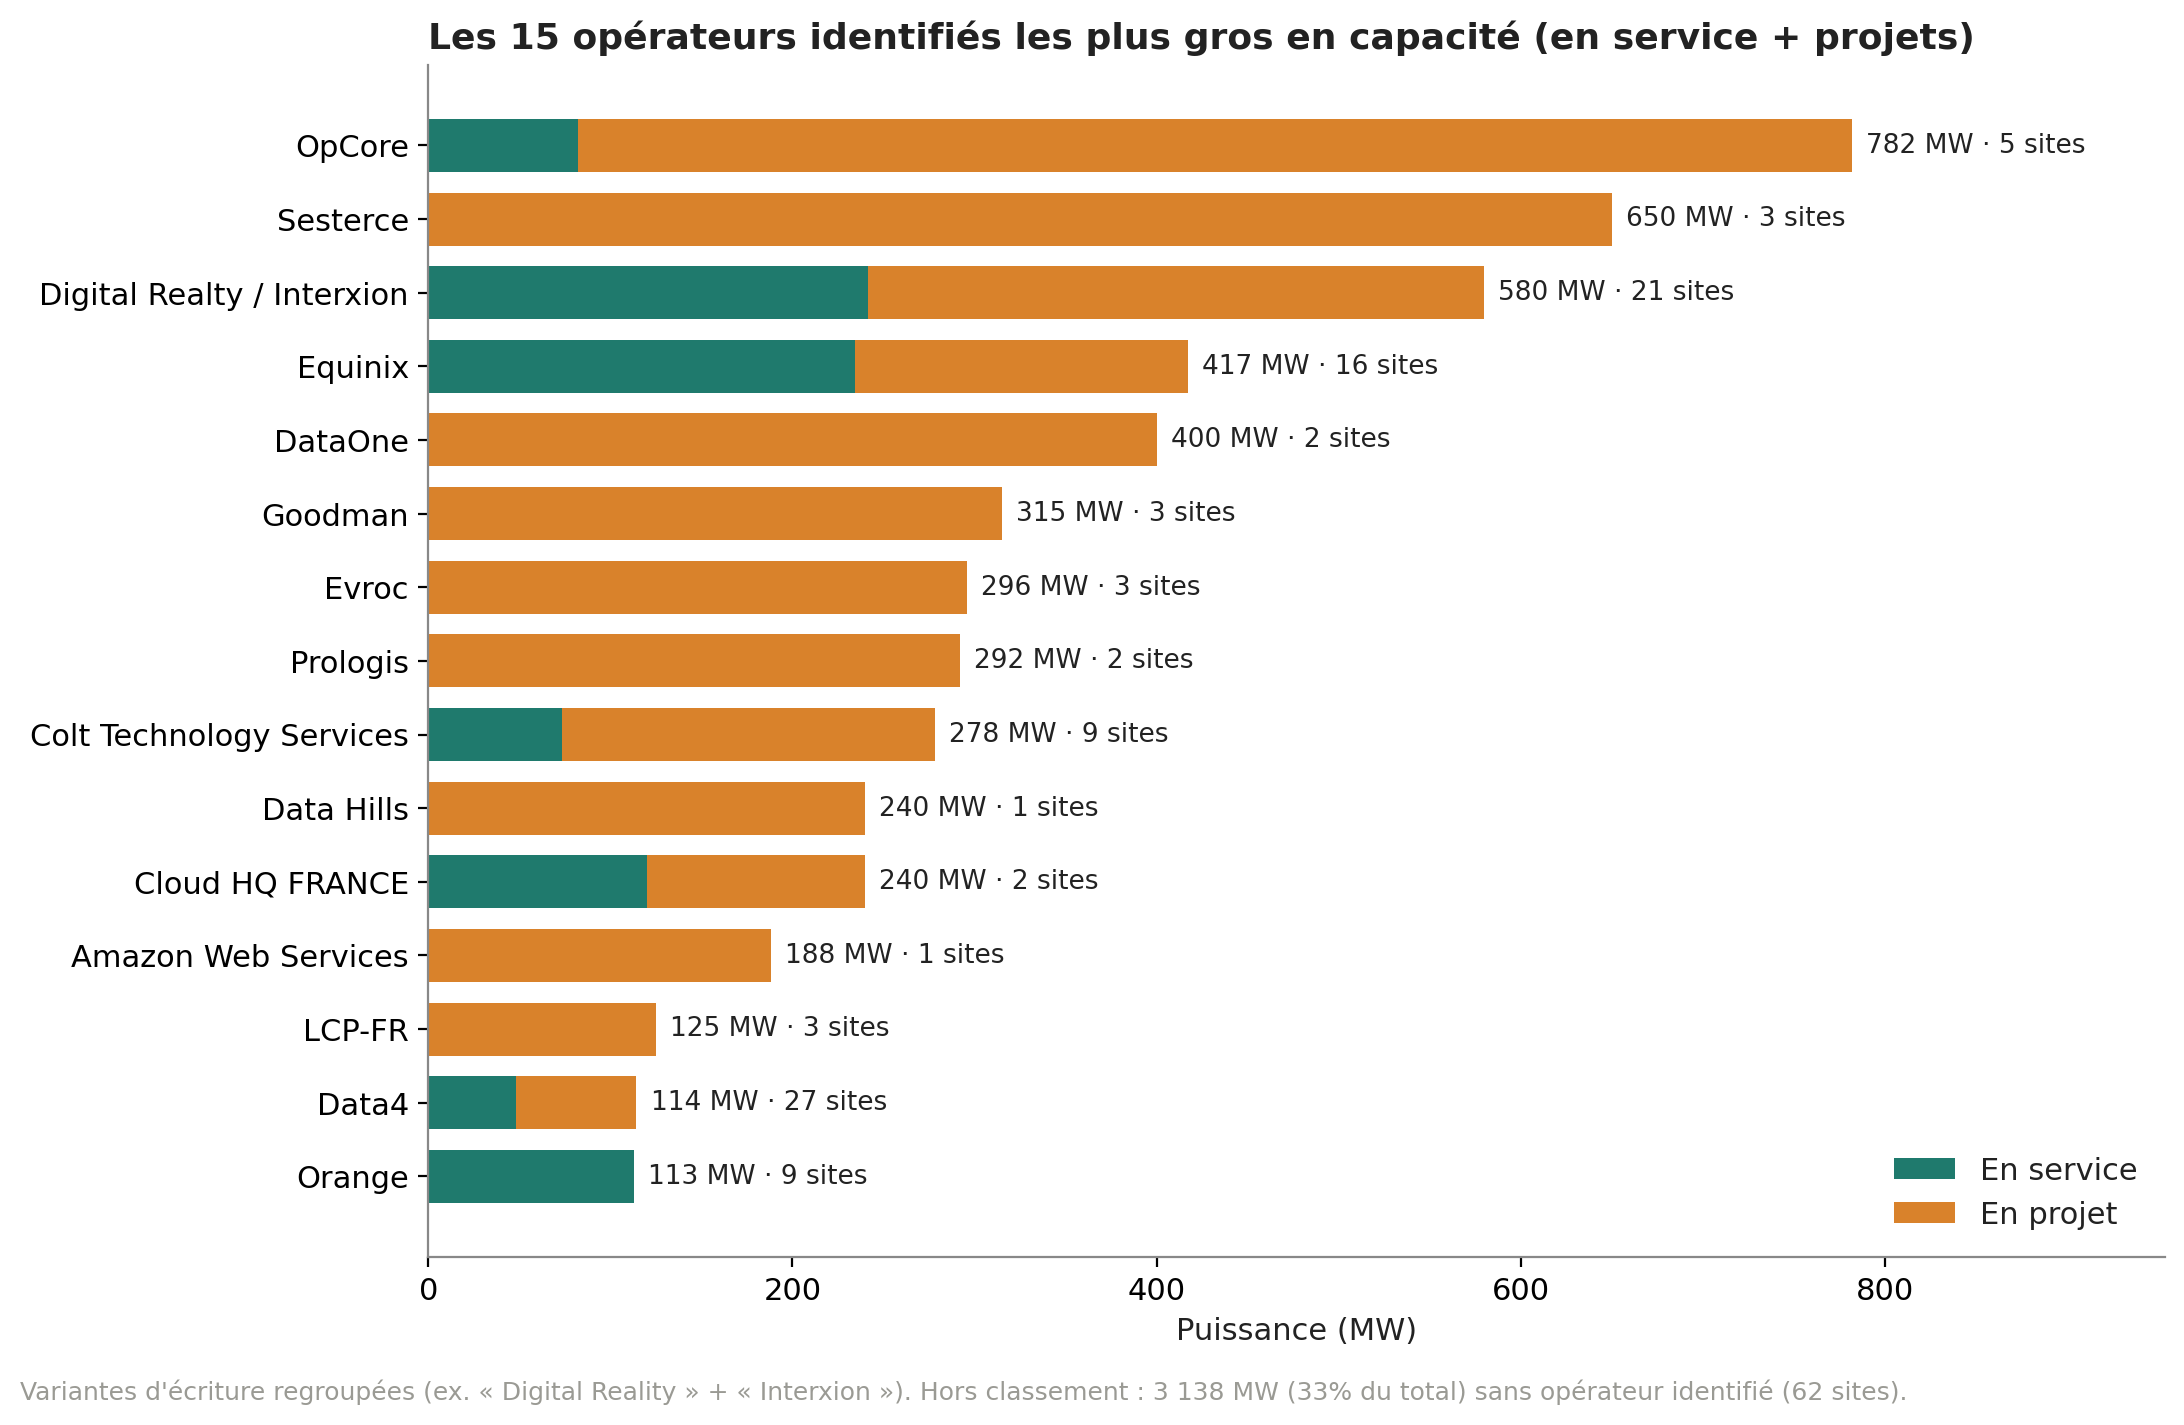 Les 15 opérateurs identifiés les plus gros en capacité (en service + projets)
OpCore
782 MW · 5 sites
Sesterce
650 MW · 3 sites
Digital Realty / Interxion
580 MW · 21 sites
Equinix
417 MW · 16 sites
DataOne
400 MW · 2 sites
Goodman
315 MW · 3 sites
Evroc
296 MW · 3 sites
Prologis
292 MW · 2 sites
Colt Technology Services
278 MW · 9 sites
Data Hills
240 MW · 1 sites
Cloud HQ FRANCE
240 MW · 2 sites
Amazon Web Services
188 MW · 1 sites
LCP-FR
125 MW · 3 sites
Data4
114 MW · 27 sites
Orange
113 MW · 9 sites
En service
En projet
0 200 400 600 800
Puissance (MW)
Variantes d'écriture regroupées (ex. « Digital Reality » + « Interxion »). Hors classement : 3 138 MW (33% du total) sans opérateur identifié (62 sites).